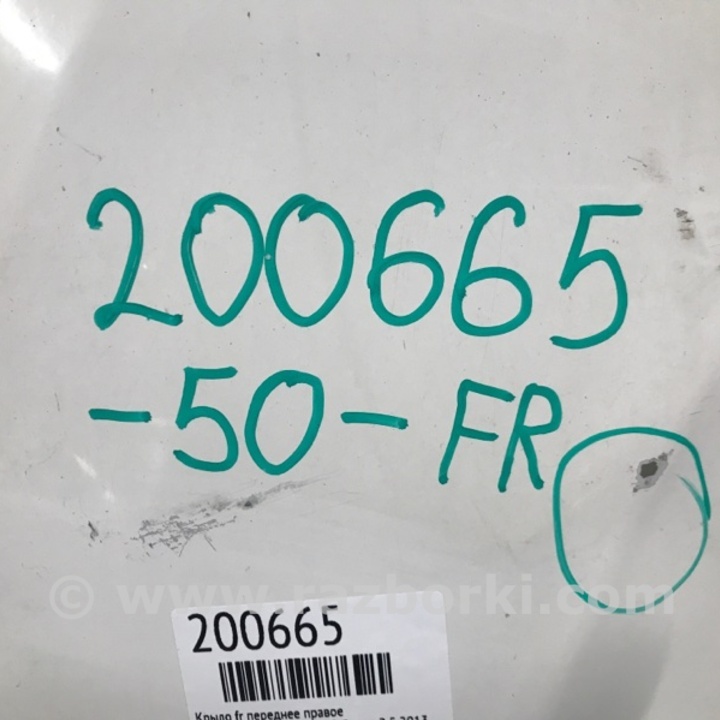 200665
-50-FR
© www.razborki.com
200665
Крыло fr переднее правое